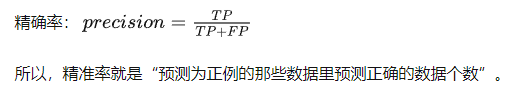 精确率： precision = TP / TP+FP
所以，精准率就是“预测为正例的那些数据里预测正确的数据个数”。